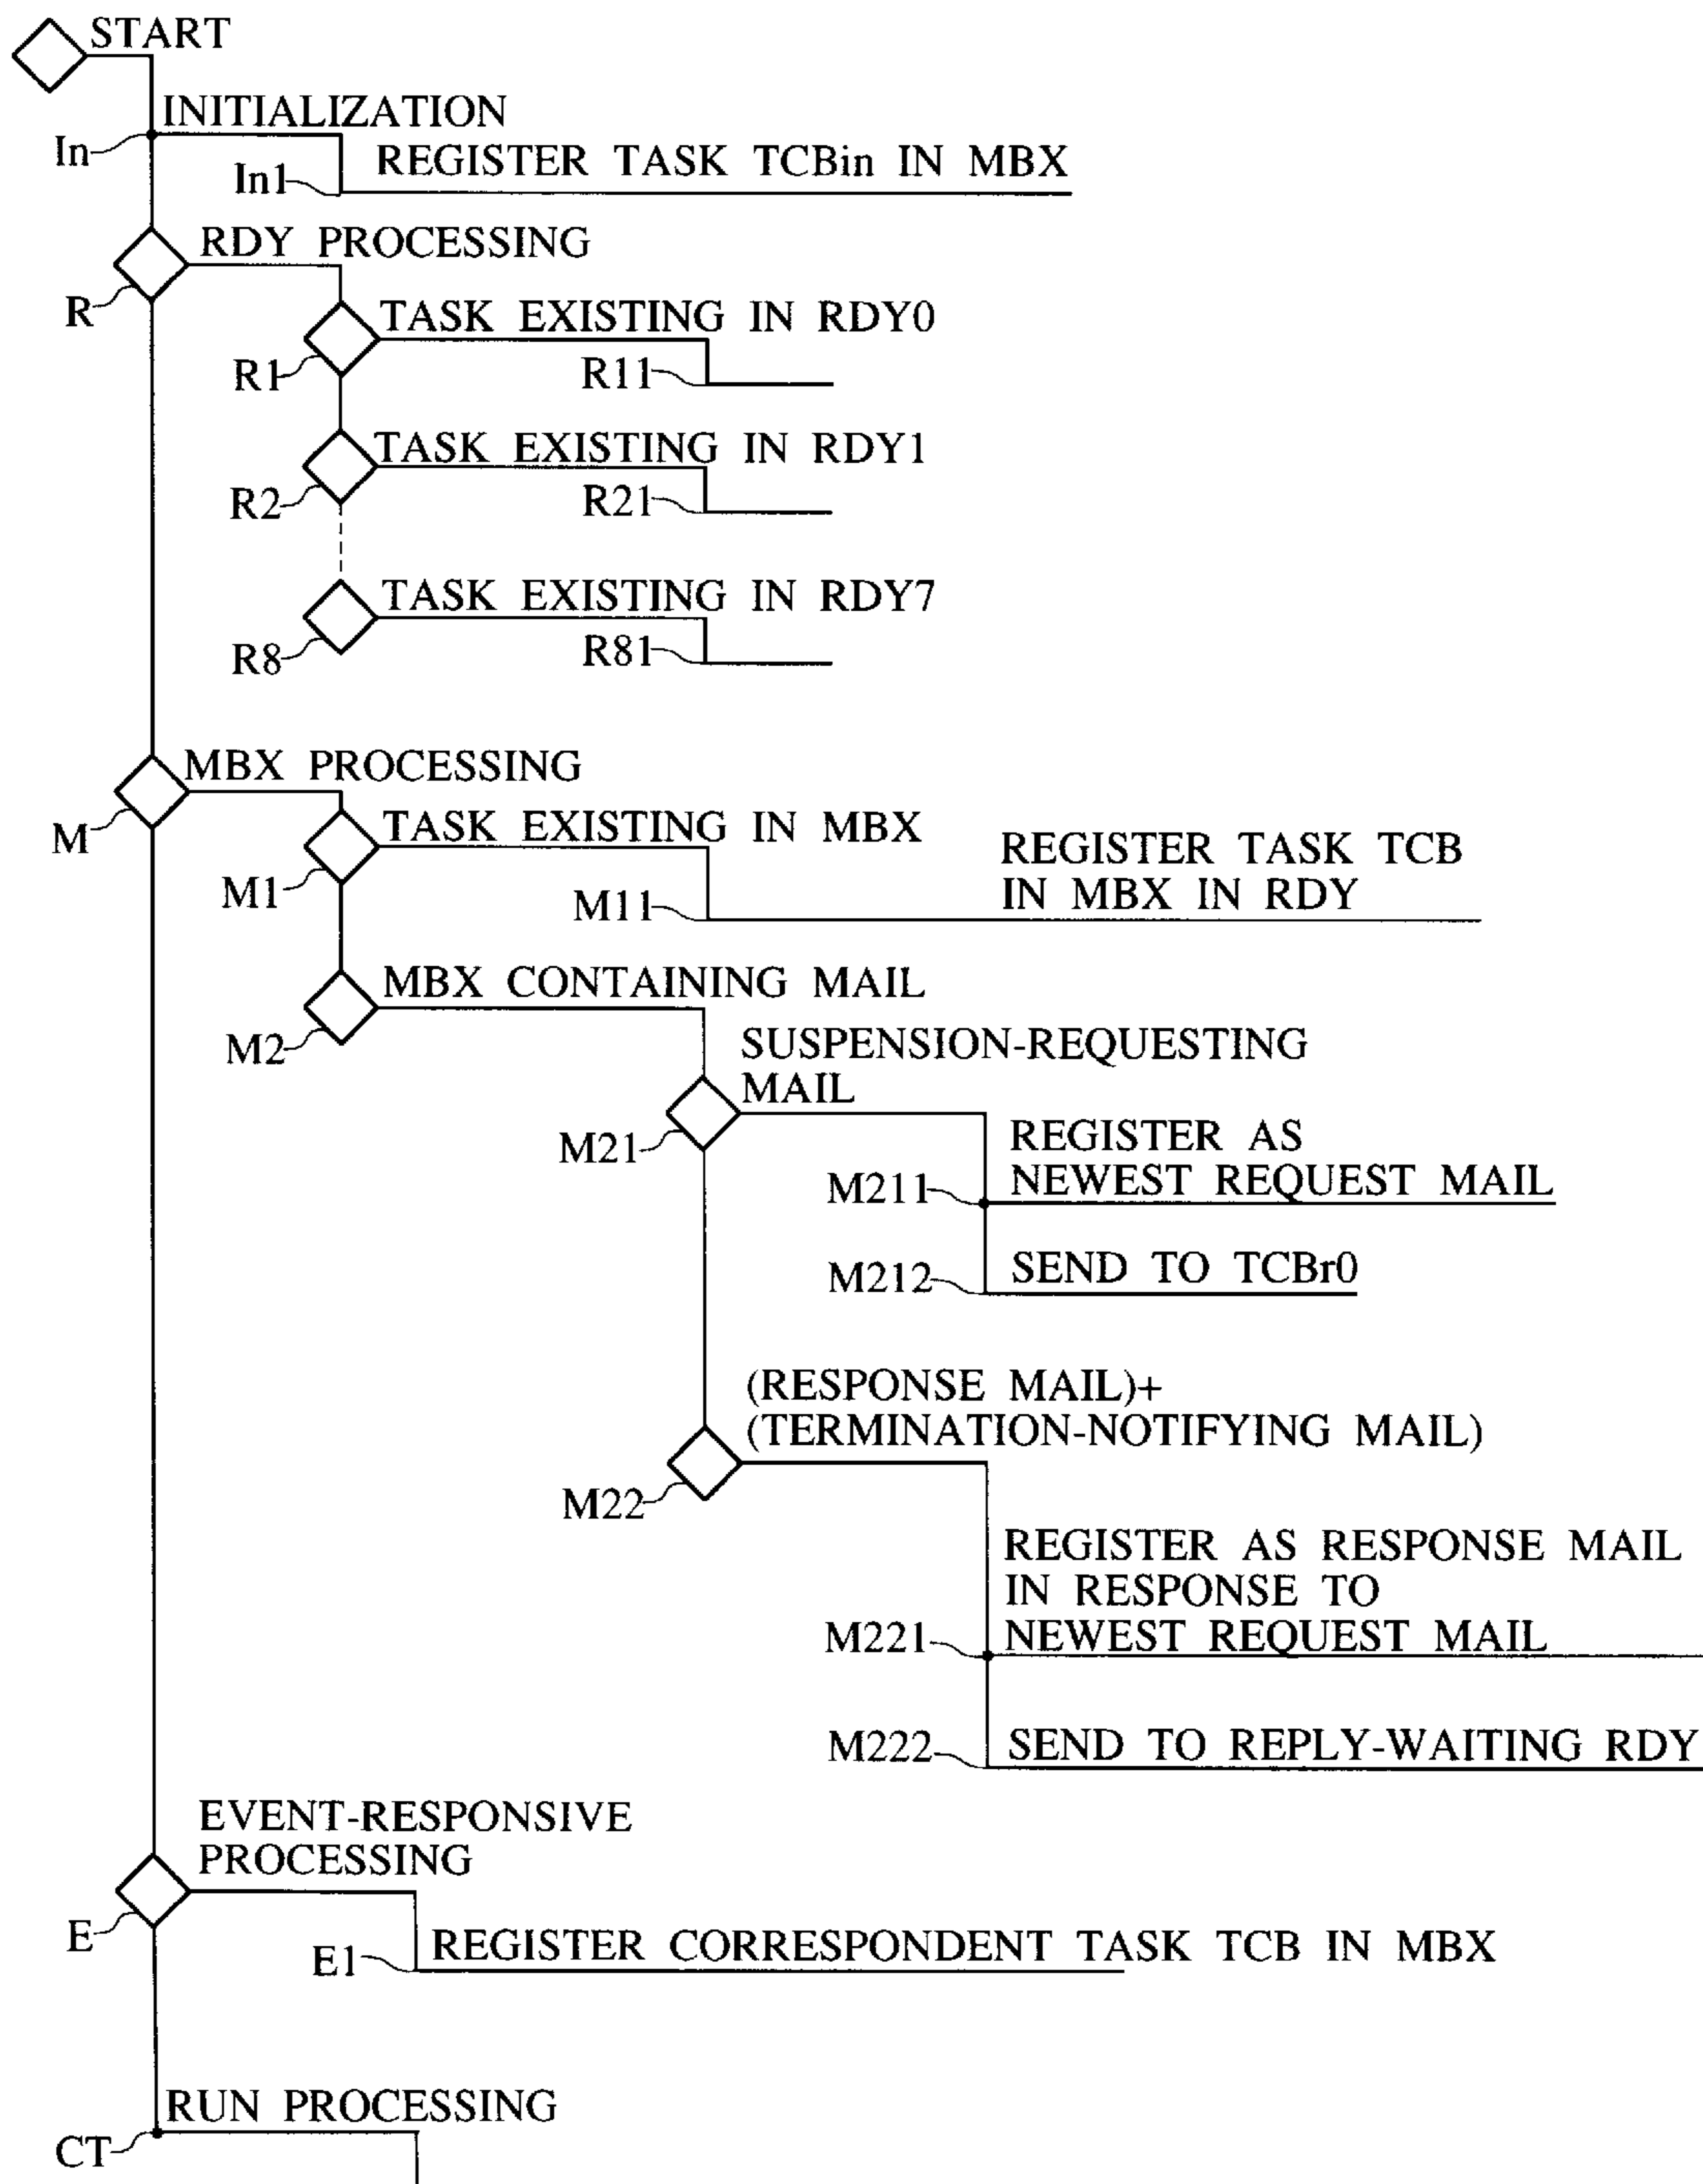 START
INITIALIZATION
In
REGISTER TASK TCBin IN MBX
In1
RDY PROCESSING
R
TASK EXISTING IN RDY0
R1
R11
TASK EXISTING IN RDY1
R2
R21
TASK EXISTING IN RDY7
R8
R81
MBX PROCESSING
M
TASK EXISTING IN MBX
M1
REGISTER TASK TCB
IN MBX IN RDY
M11
MBX CONTAINING MAIL
M2
SUSPENSION-REQUESTING
MAIL
M21
REGISTER AS
NEWEST REQUEST MAIL
M211
SEND TO TCBr0
M212
(RESPONSE MAIL)+
(TERMINATION-NOTIFYING MAIL)
M22
REGISTER AS RESPONSE MAIL
IN RESPONSE TO
NEWEST REQUEST MAIL
M221
SEND TO REPLY-WAITING RDY
M222
EVENT-RESPONSIVE
PROCESSING
E
REGISTER CORRESPONDENT TASK TCB IN MBX
E1
RUN PROCESSING
CT